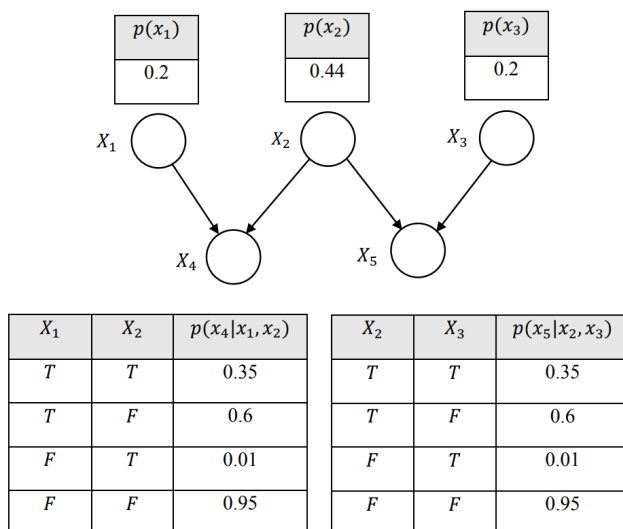 p(x₁) p(x₂) p(x₃)
0.2 0.44 0.2
X₁ X₂ X₃
X₄ X₅
X₁ X₂ p(x₄|x₁, x₂)
T T 0.35
T F 0.6
F T 0.01
F F 0.95
X₂ X₃ p(x₅|x₂, x₃)
T T 0.35
T F 0.6
F T 0.01
F F 0.95